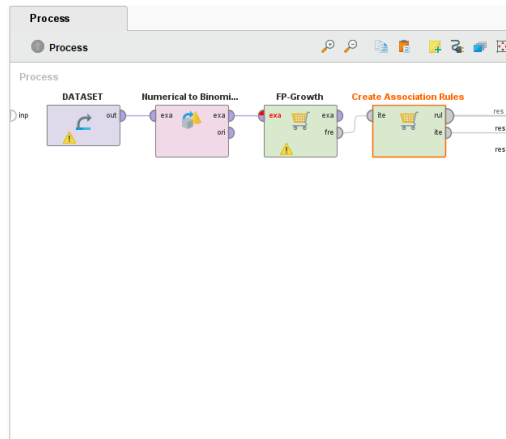 Process
Process
Process
DATASET
Numerical to Binomi...
FP-Growth
Create Association Rules
inp
out
exa
exa
ori
exa
exa
fre
ite
rul
ite
res
res
res